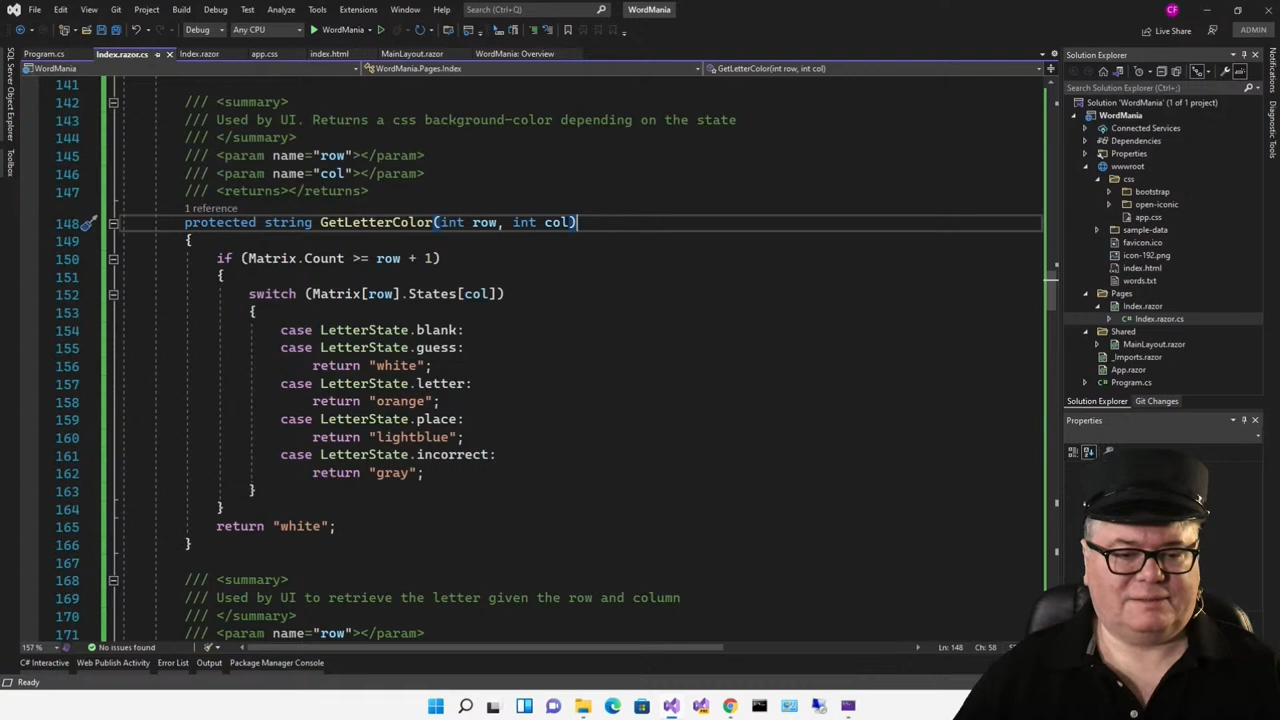 File Edit View Git Project Build Debug Test Analyze Tools Extensions Window Help Search (Ctrl+Q) WordMania CF
Debug Any CPU WordMania Live Share ADMIN
Program.cs Index.razor.cs Index.razor app.css index.html MainLayout.razor WordMania: Overview
WordMania WordMania.Pages.Index GetLetterColor(int row, int col)
SQL Server Object Explorer
Toolbox
141
142 /// <summary>
143 /// Used by UI. Returns a css background-color depending on the state
144 /// </summary>
145 /// <param name="row"></param>
146 /// <param name="col"></param>
147 /// <returns></returns>
1 reference
148 protected string GetLetterColor(int row, int col)
149 {
150 if (Matrix.Count >= row + 1)
151 {
152 switch (Matrix[row].States[col])
153 {
154 case LetterState.blank:
155 case LetterState.guess:
156 return "white";
157 case LetterState.letter:
158 return "orange";
159 case LetterState.place:
160 return "lightblue";
161 case LetterState.incorrect:
162 return "gray";
163 }
164 }
165 return "white";
166 }
167
168 /// <summary>
169 /// Used by UI to retrieve the letter given the row and column
170 /// </summary>
171 /// <param name="row"></param>
157 % No issues found Ln: 148 Ch: 58
C# Interactive Web Publish Activity Error List Output Package Manager Console
Ready
Solution Explorer
Search Solution Explorer (Ctrl+;)
Solution 'WordMania' (1 of 1 project)
WordMania
Connected Services
Dependencies
Properties
wwwroot
css
bootstrap
open-iconic
app.css
sample-data
favicon.ico
icon-192.png
index.html
words.txt
Pages
Index.razor
C# Index.razor.cs
Shared
MainLayout.razor
_Imports.razor
App.razor
C# Program.cs
Solution Explorer Git Changes
Properties
Notifications
Diagnostic Tools